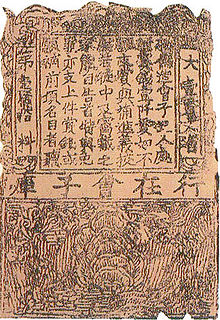 大壹貫文省
敕偽造會子犯人處
斬賞錢壹阡貫如不
願支賞與補進義校
尉若徒中及窩藏之
家能自告首特與免
罪亦支上件賞錢或
願補前項名目者聽
第料
行在會子庫